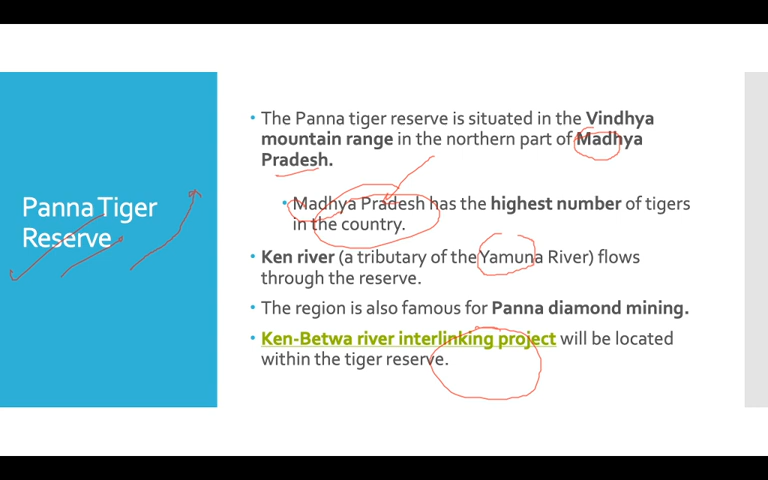 Panna Tiger
Reserve
• The Panna tiger reserve is situated in the Vindhya
mountain range in the northern part of Madhya
Pradesh.
• Madhya Pradesh has the highest number of tigers
in the country.
• Ken river (a tributary of the Yamuna River) flows
through the reserve.
• The region is also famous for Panna diamond mining.
• Ken-Betwa river interlinking project will be located
within the tiger reserve.